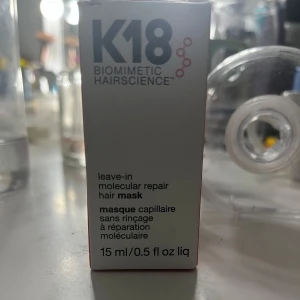 K18
BIOMIMETIC
HAIRSCIENCE™
leave-in
molecular repair
hair mask
masque capillaire
sans rinçage
à réparation
moléculaire
15 ml/0.5 fl oz liq